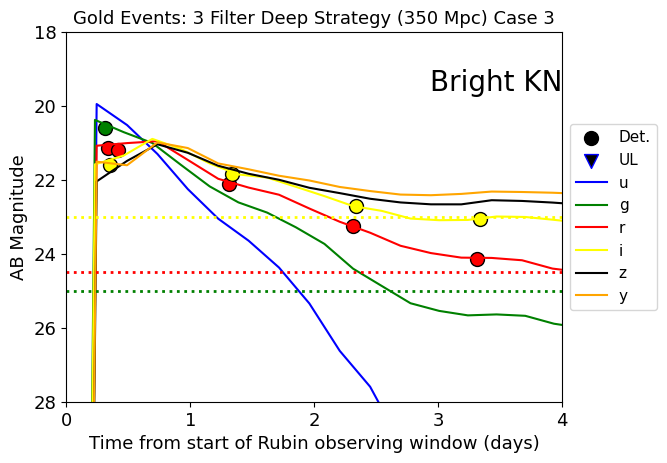 Gold Events: 3 Filter Deep Strategy (350 Mpc) Case 3
18
20
22
24
26
28
AB Magnitude
Bright KN
Det.
UL
u
g
r
i
z
y
0
1
2
3
4
Time from start of Rubin observing window (days)